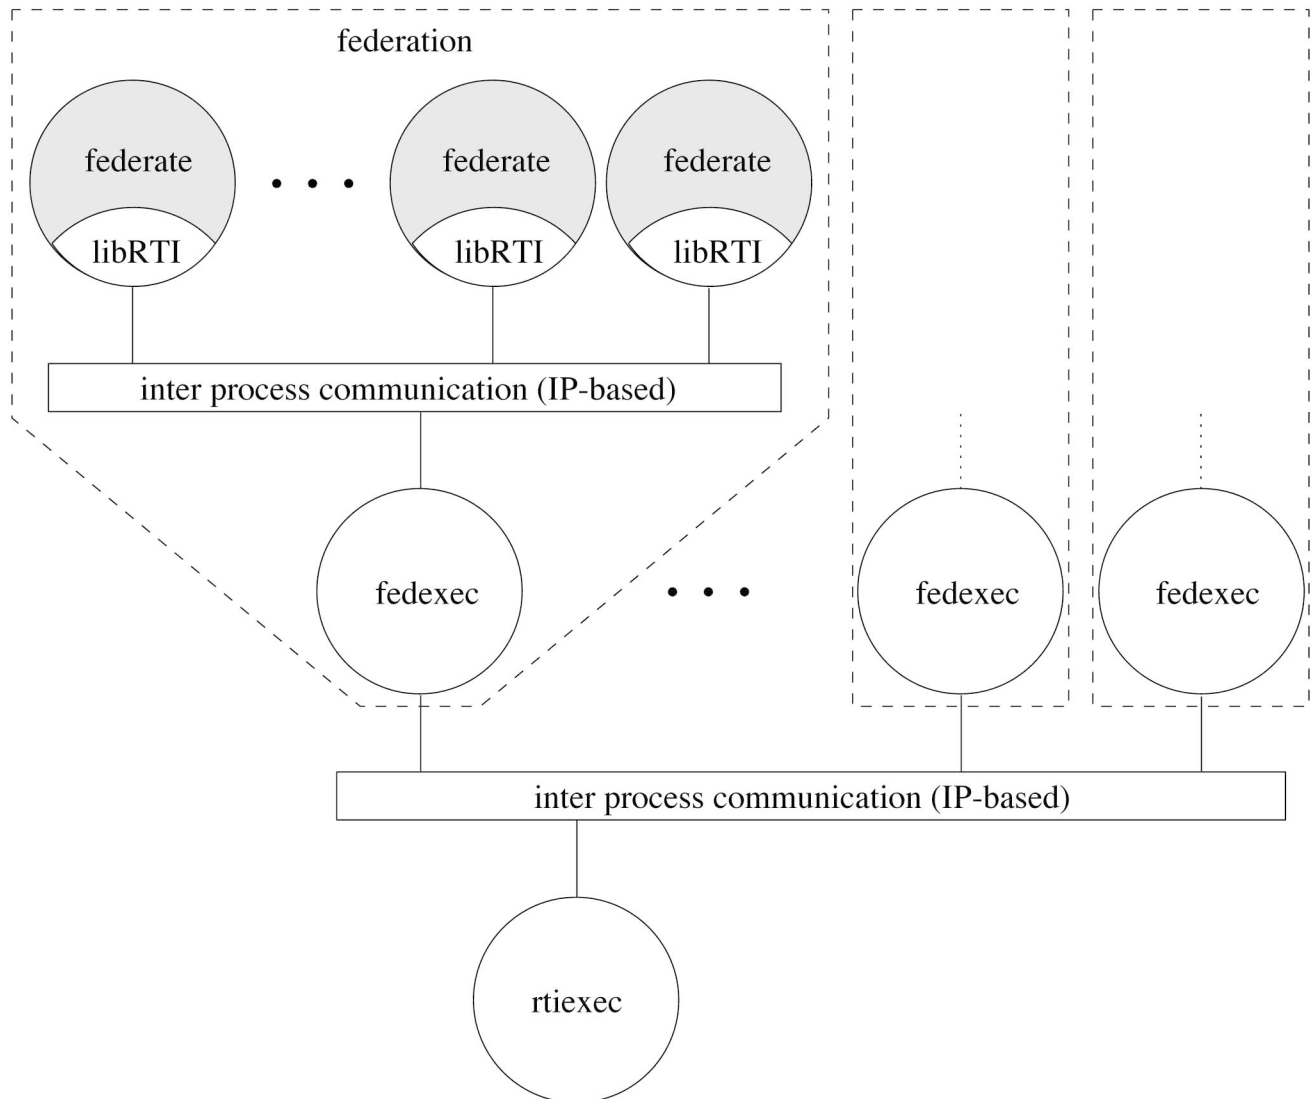 federation
federate
federate
federate
libRTI
libRTI
libRTI
inter process communication (IP-based)
fedexec
fedexec
fedexec
inter process communication (IP-based)
rtiexec